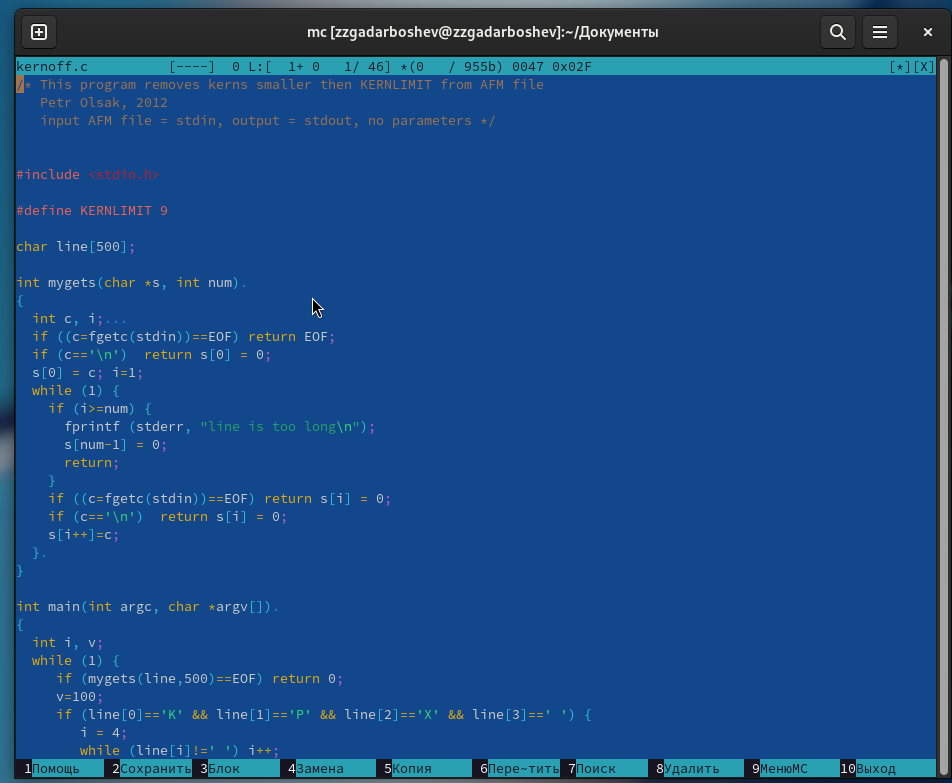 mc [zzgadarboshev@zzgadarboshev]:~/Документы
kernoff.c          [----]  0 L:[  1+ 0   1/ 46] *(0   / 955b) 0047 0x02F                                     [*][X]
/* This program removes kerns smaller then KERNLIMIT from AFM file
   Petr Olsak, 2012
   input AFM file = stdin, output = stdout, no parameters */
#include <stdio.h>
#define KERNLIMIT 9
char line[500];
int mygets(char *s, int num).
{
  int c, i;...
  if ((c=fgetc(stdin))==EOF) return EOF;
  if (c=='\n')  return s[0] = 0;
  s[0] = c; i=1;
  while (1) {
    if (i>=num) {
      fprintf (stderr, "line is too long\n");
      s[num-1] = 0;
      return;
    }
    if ((c=fgetc(stdin))==EOF) return s[i] = 0;
    if (c=='\n')  return s[i] = 0;
    s[i++]=c;
  }.
}
int main(int argc, char *argv[]).
{
  int i, v;
  while (1) {
     if (mygets(line,500)==EOF) return 0;
     v=100;
     if (line[0]=='K' && line[1]=='P' && line[2]=='X' && line[3]==' ') {
        i = 4;
        while (line[i]!=' ') i++;
1Помощь 2Сохранить 3Блок 4Замена 5Копия 6Пере~тить 7Поиск 8Удалить 9МенюMC 10Выход